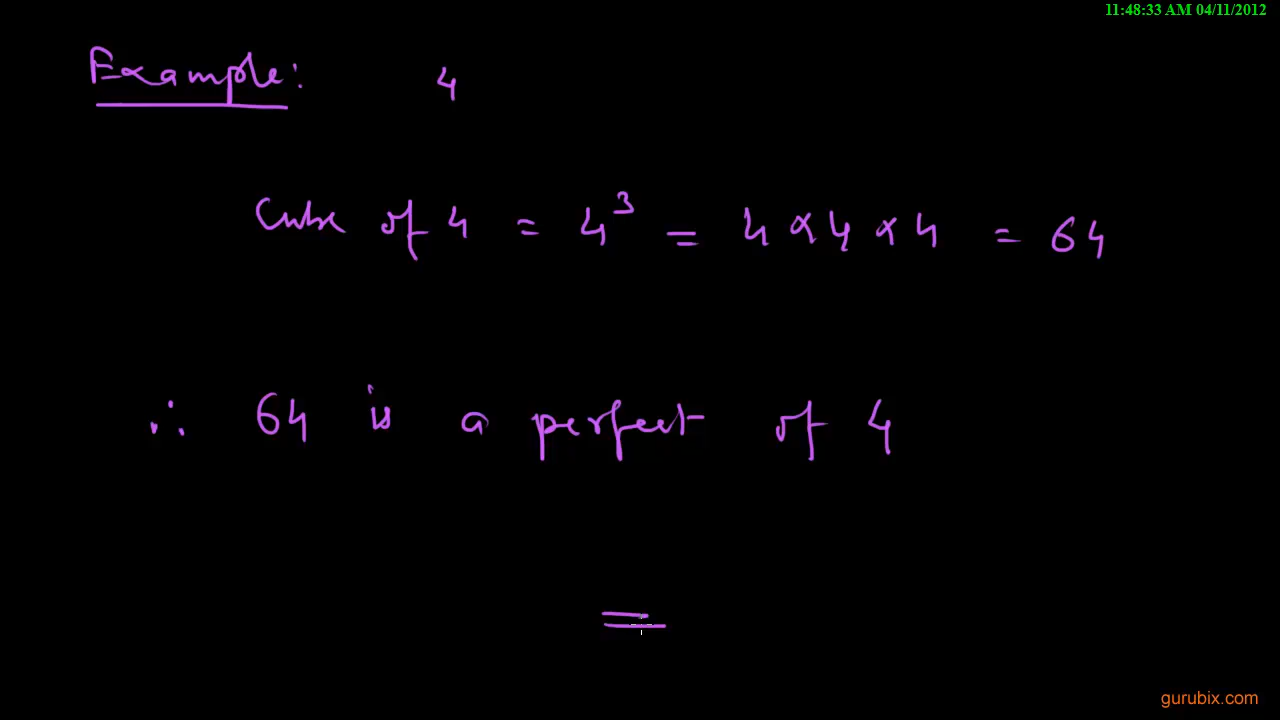 11:48:33 AM 04/11/2012
Example: 4
Cube of 4 = 4³ = 4 × 4 × 4 = 64
∴ 64 is a perfect of 4
gurubix.com